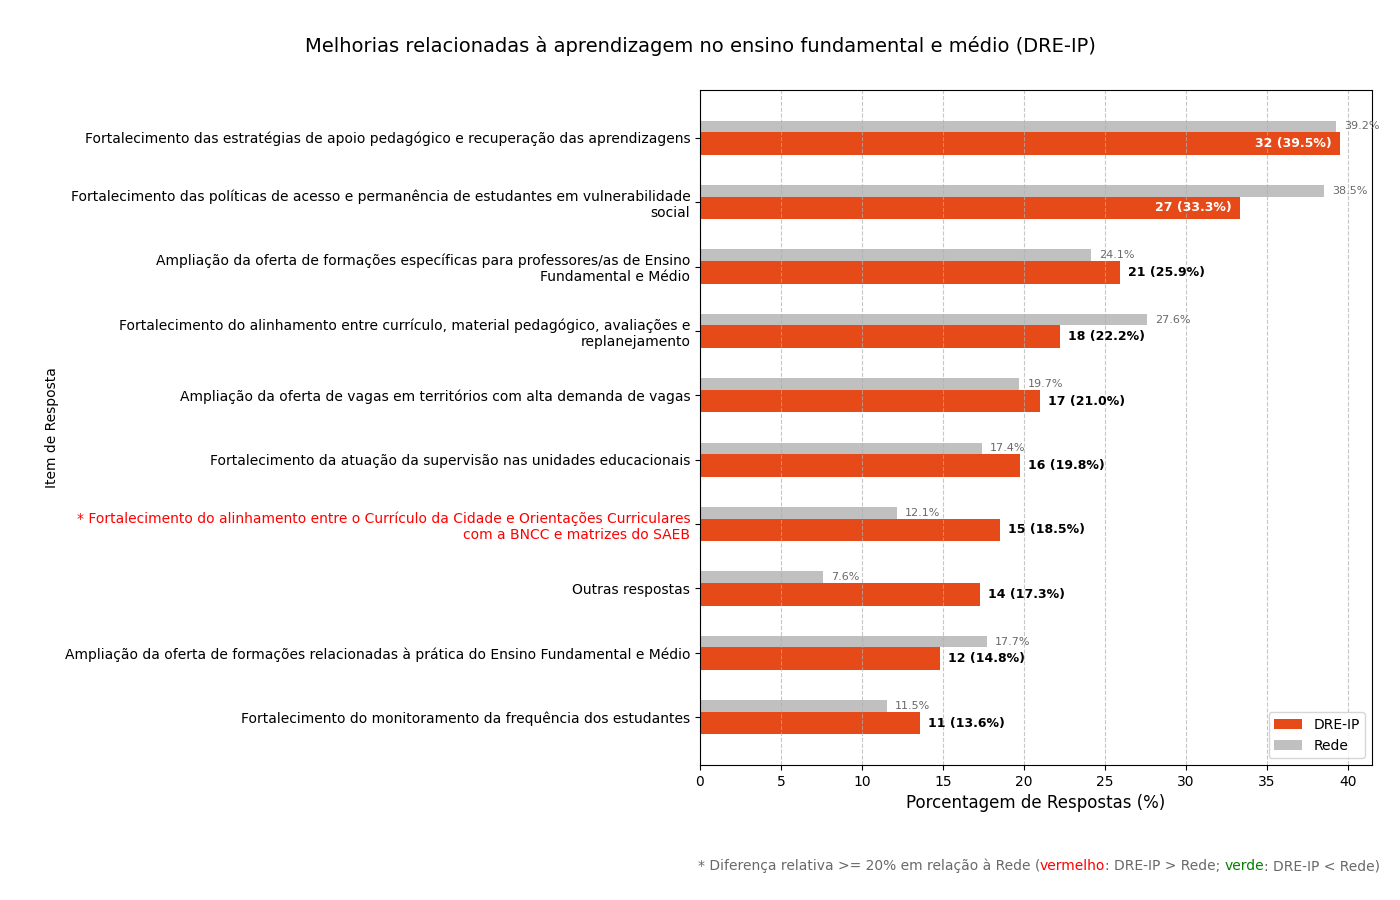 Melhorias relacionadas à aprendizagem no ensino fundamental e médio (DRE-IP)
Item de Resposta
Fortalecimento das estratégias de apoio pedagógico e recuperação das aprendizagens
39.2%
32 (39.5%)
Fortalecimento das políticas de acesso e permanência de estudantes em vulnerabilidade
social
38.5%
27 (33.3%)
Ampliação da oferta de formações específicas para professores/as de Ensino
Fundamental e Médio
24.1%
21 (25.9%)
Fortalecimento do alinhamento entre currículo, material pedagógico, avaliações e
replanejamento
27.6%
18 (22.2%)
Ampliação da oferta de vagas em territórios com alta demanda de vagas
19.7%
17 (21.0%)
Fortalecimento da atuação da supervisão nas unidades educacionais
17.4%
16 (19.8%)
* Fortalecimento do alinhamento entre o Currículo da Cidade e Orientações Curriculares
com a BNCC e matrizes do SAEB
12.1%
15 (18.5%)
Outras respostas
7.6%
14 (17.3%)
Ampliação da oferta de formações relacionadas à prática do Ensino Fundamental e Médio
17.7%
12 (14.8%)
Fortalecimento do monitoramento da frequência dos estudantes
11.5%
11 (13.6%)
DRE-IP
Rede
0 5 10 15 20 25 30 35 40
Porcentagem de Respostas (%)
* Diferença relativa >= 20% em relação à Rede (vermelho: DRE-IP > Rede; verde: DRE-IP < Rede)